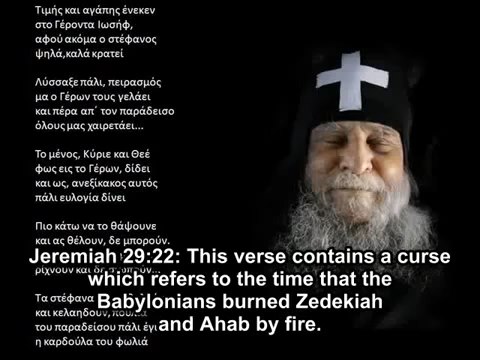 Τιμής και αγάπης ένεκεν
στο Γέροντα Ιωσήφ,
αφού ακόμα ο στέφανος
ψηλά,καλά κρατεί
Λύσσαξε πάλι, πειρασμός
μα ο Γέρων τους γελάει
και πέρα απ΄ τον παράδεισο
όλους μας χαιρετάει...
Το μένος, Κύριε και Θεέ
φως εις το Γέρων, δίδει
και ως, ανεξίκακος αυτός
πάλι ευλογία δίνει
Πιο κάτω να το θάψουνε
και ας θέλουν, δε μπορούν.
Jeremiah 29:22: This verse contains a curse
which refers to the time that the
Babylonians burned Zedekiah
and Ahab by fire.
Τα στέφανα
και κελαηδούν,
του παραδείσου πάλι
η καρδούλα του φωλιά